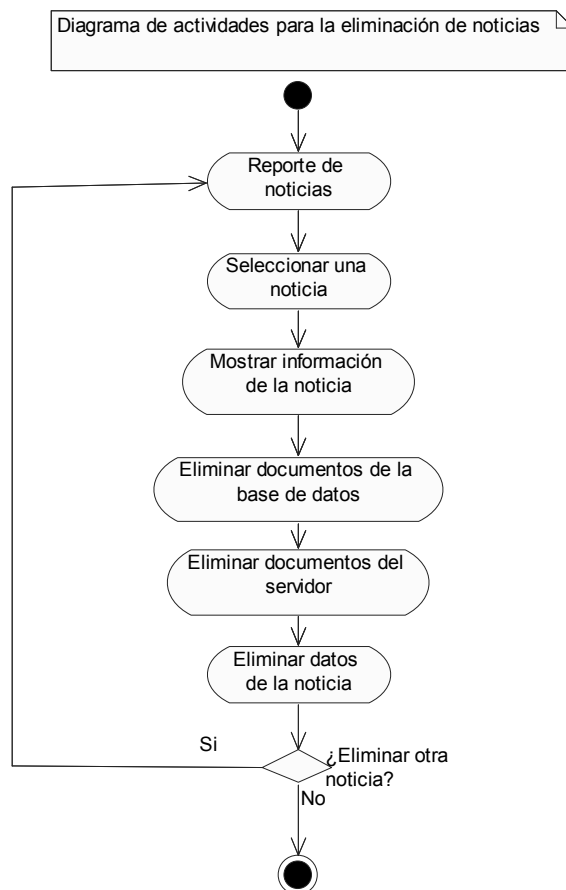 Diagrama de actividades para la eliminación de noticias
Reporte de
noticias
Seleccionar una
noticia
Mostrar información
de la noticia
Eliminar documentos de la
base de datos
Eliminar documentos del
servidor
Eliminar datos
de la noticia
Si
¿Eliminar otra
noticia?
No